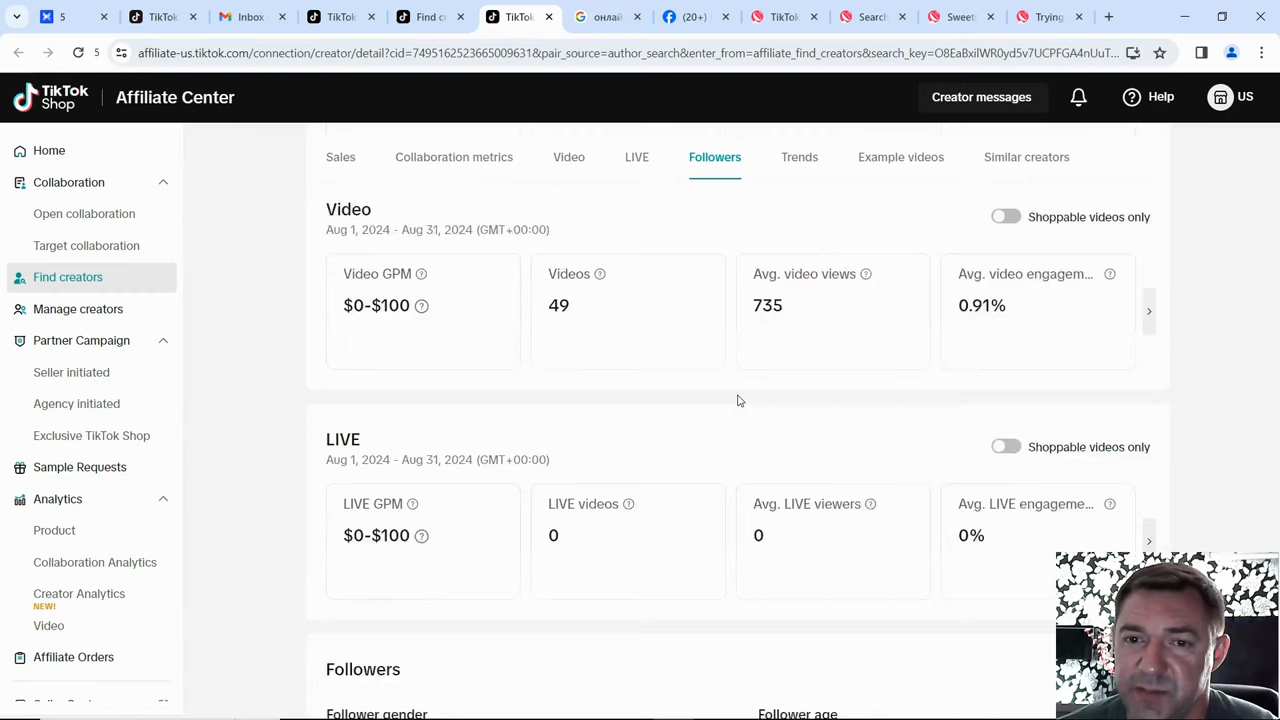 5
TikTok
Inbox
TikTok
Find cr
TikTok
онлай
(20+)
TikTok
Search
Sweets
Trying
5
affiliate-us.tiktok.com/connection/creator/detail?cid=7495162523665009631&pair_source=author_search&enter_from=affiliate_find_creators&search_key=O8EaBxilWR0yd5v7UCPFGA4nUuT...
TikTok Shop
Affiliate Center
Creator messages
Help
US
Home
Collaboration
Open collaboration
Target collaboration
Find creators
Manage creators
Partner Campaign
Seller initiated
Agency initiated
Exclusive TikTok Shop
Sample Requests
Analytics
Product
Collaboration Analytics
Creator Analytics
NEW!
Video
Affiliate Orders
Sales
Collaboration metrics
Video
LIVE
Followers
Trends
Example videos
Similar creators
Video
Aug 1, 2024 - Aug 31, 2024 (GMT+00:00)
Shoppable videos only
Video GPM
$0-$100
Videos
49
Avg. video views
735
Avg. video engagem...
0.91%
LIVE
Aug 1, 2024 - Aug 31, 2024 (GMT+00:00)
Shoppable videos only
LIVE GPM
$0-$100
LIVE videos
0
Avg. LIVE viewers
0
Avg. LIVE engageme...
0%
Followers
Follower gender
Follower age